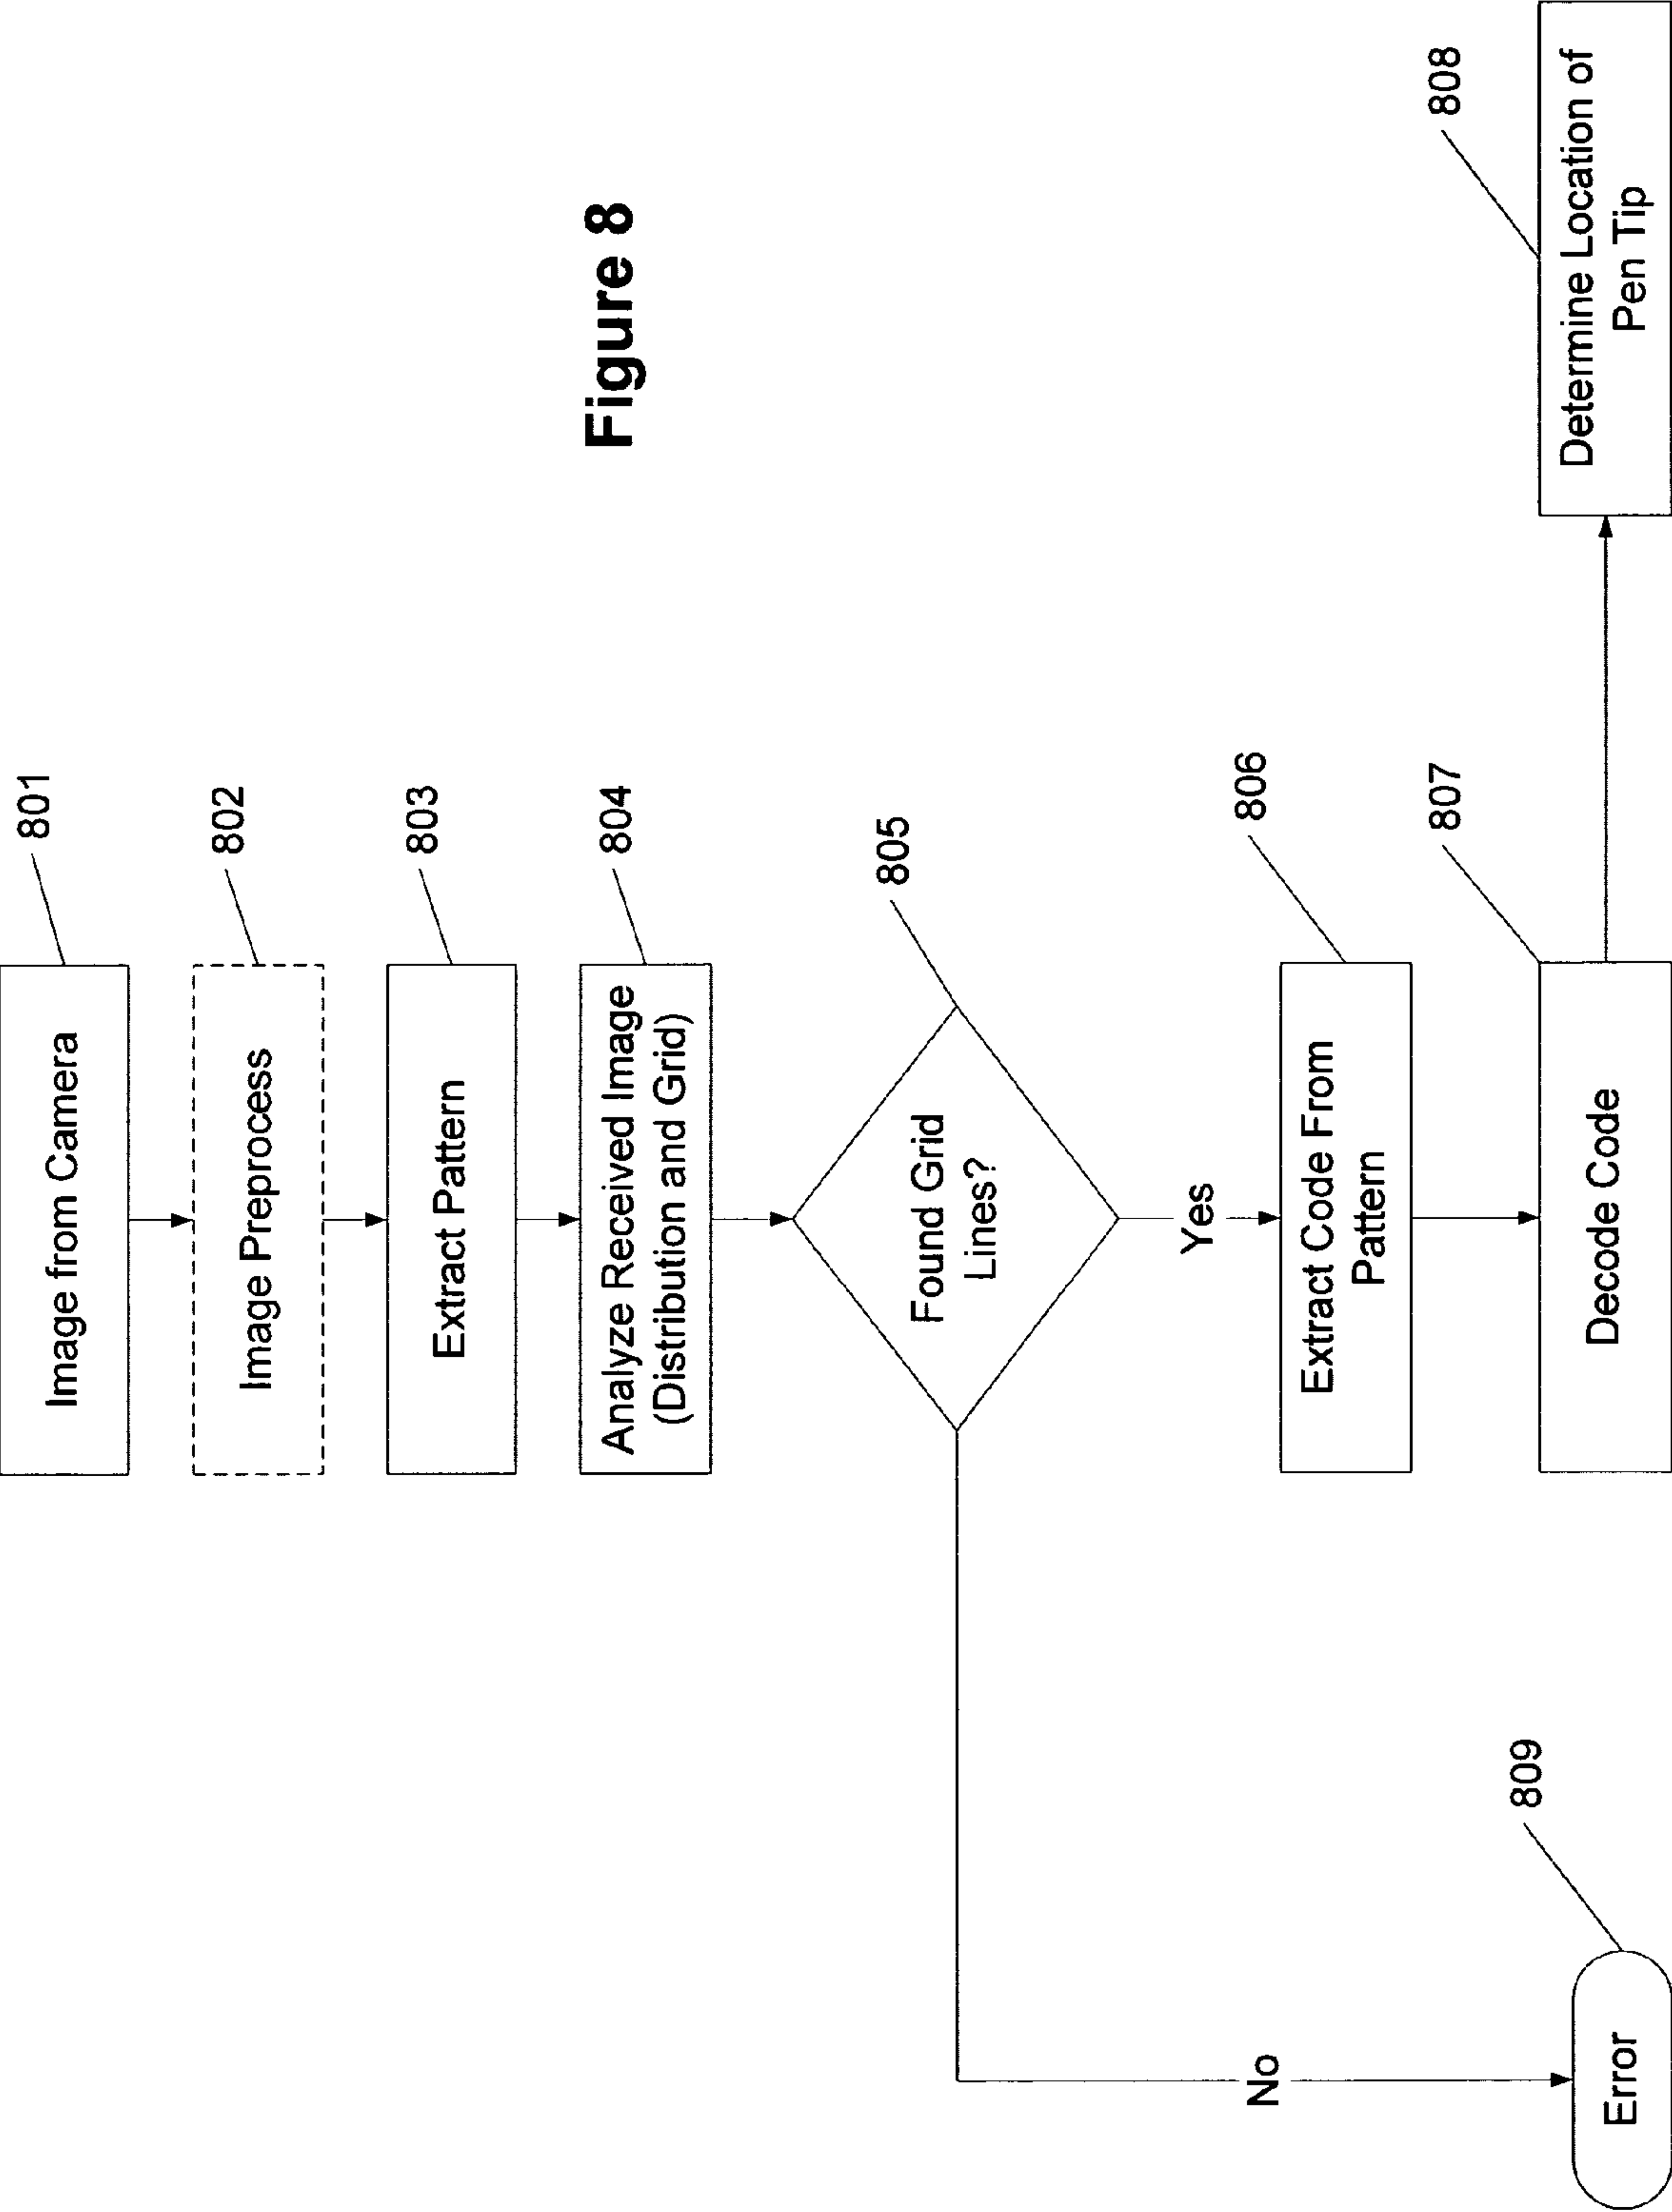 Image from Camera
801
Image Preprocess
802
Extract Pattern
803
Analyze Received Image
(Distribution and Grid)
804
Found Grid
Lines?
805
Yes
No
Extract Code From
Pattern
806
Decode Code
807
Determine Location of
Pen Tip
808
Error
809
Figure 8